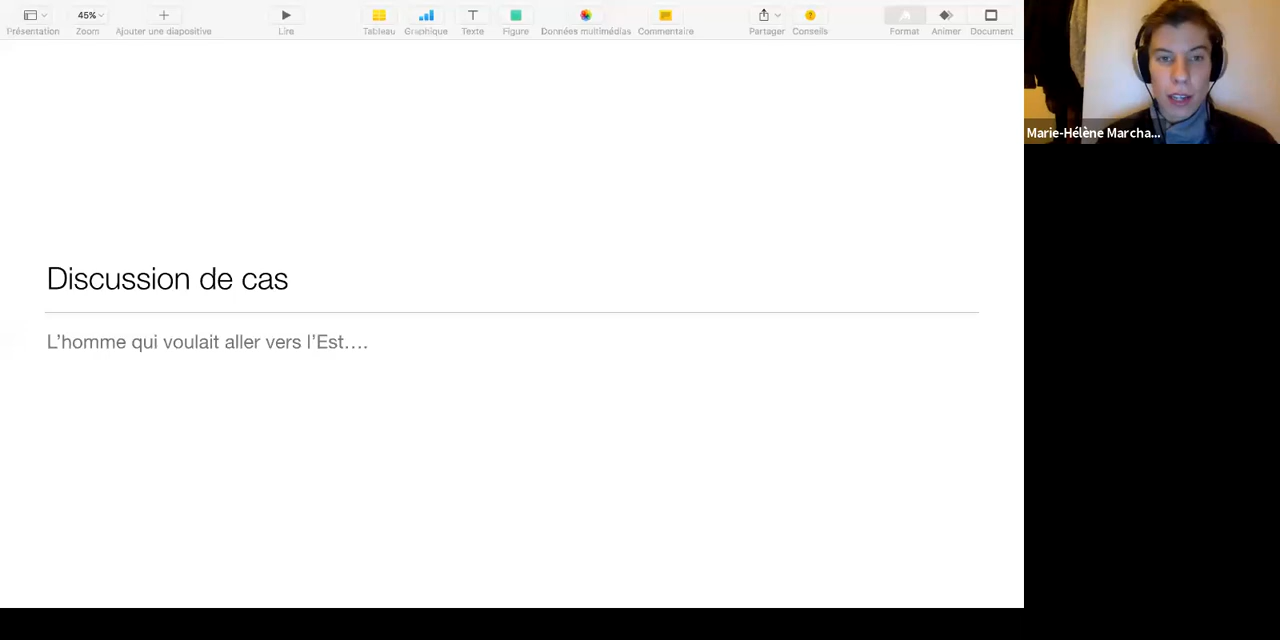 45%
Présentation Zoom Ajouter une diapositive Lire Tableau Graphique Texte Figure Données multimédias Commentaire Partager Conseils Format Animer Document
Marie-Hélène Marcha...
Discussion de cas
L'homme qui voulait aller vers l'Est....